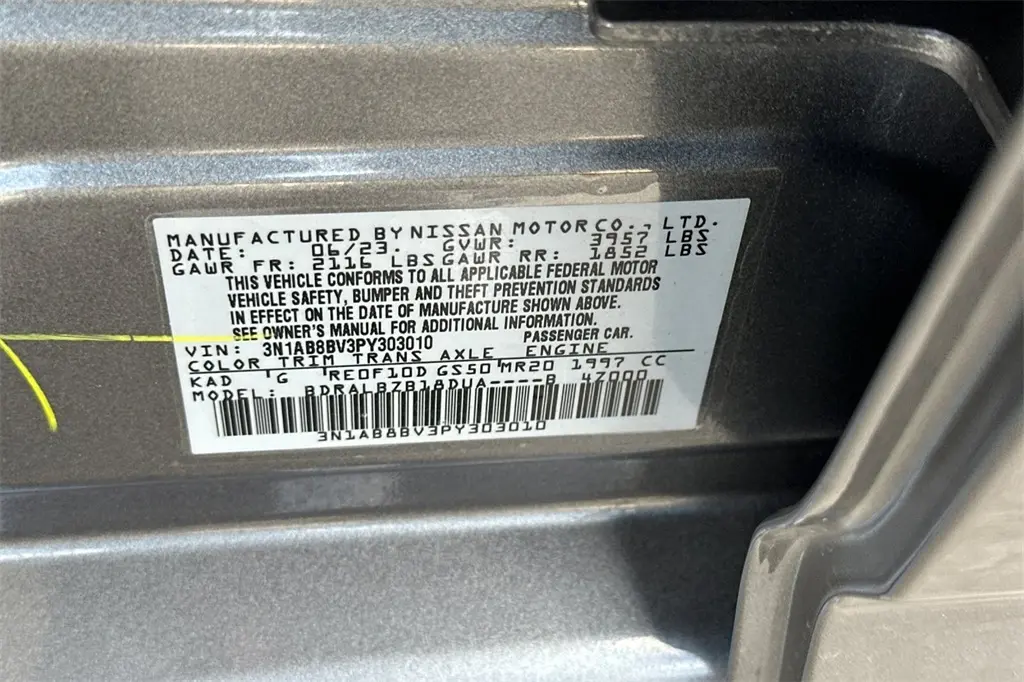 MANUFACTURED BY NISSAN MOTOR CO., LTD.
DATE: 06/23. GVWR: 3957 LBS
GAWR FR: 2116 LBS GAWR RR: 1852 LBS
THIS VEHICLE CONFORMS TO ALL APPLICABLE FEDERAL MOTOR
VEHICLE SAFETY, BUMPER AND THEFT PREVENTION STANDARDS
IN EFFECT ON THE DATE OF MANUFACTURE SHOWN ABOVE.
SEE OWNER'S MANUAL FOR ADDITIONAL INFORMATION.
VIN: 3N1AB8BV3PY303010 PASSENGER CAR.
COLOR TRIM TRANS AXLE ENGINE
KAD 'G 'RE0F10D GS50 MR20 1997 CC
MODEL: BDRALBZB18DUA----B 4Z000
3N1AB8BV3PY303010